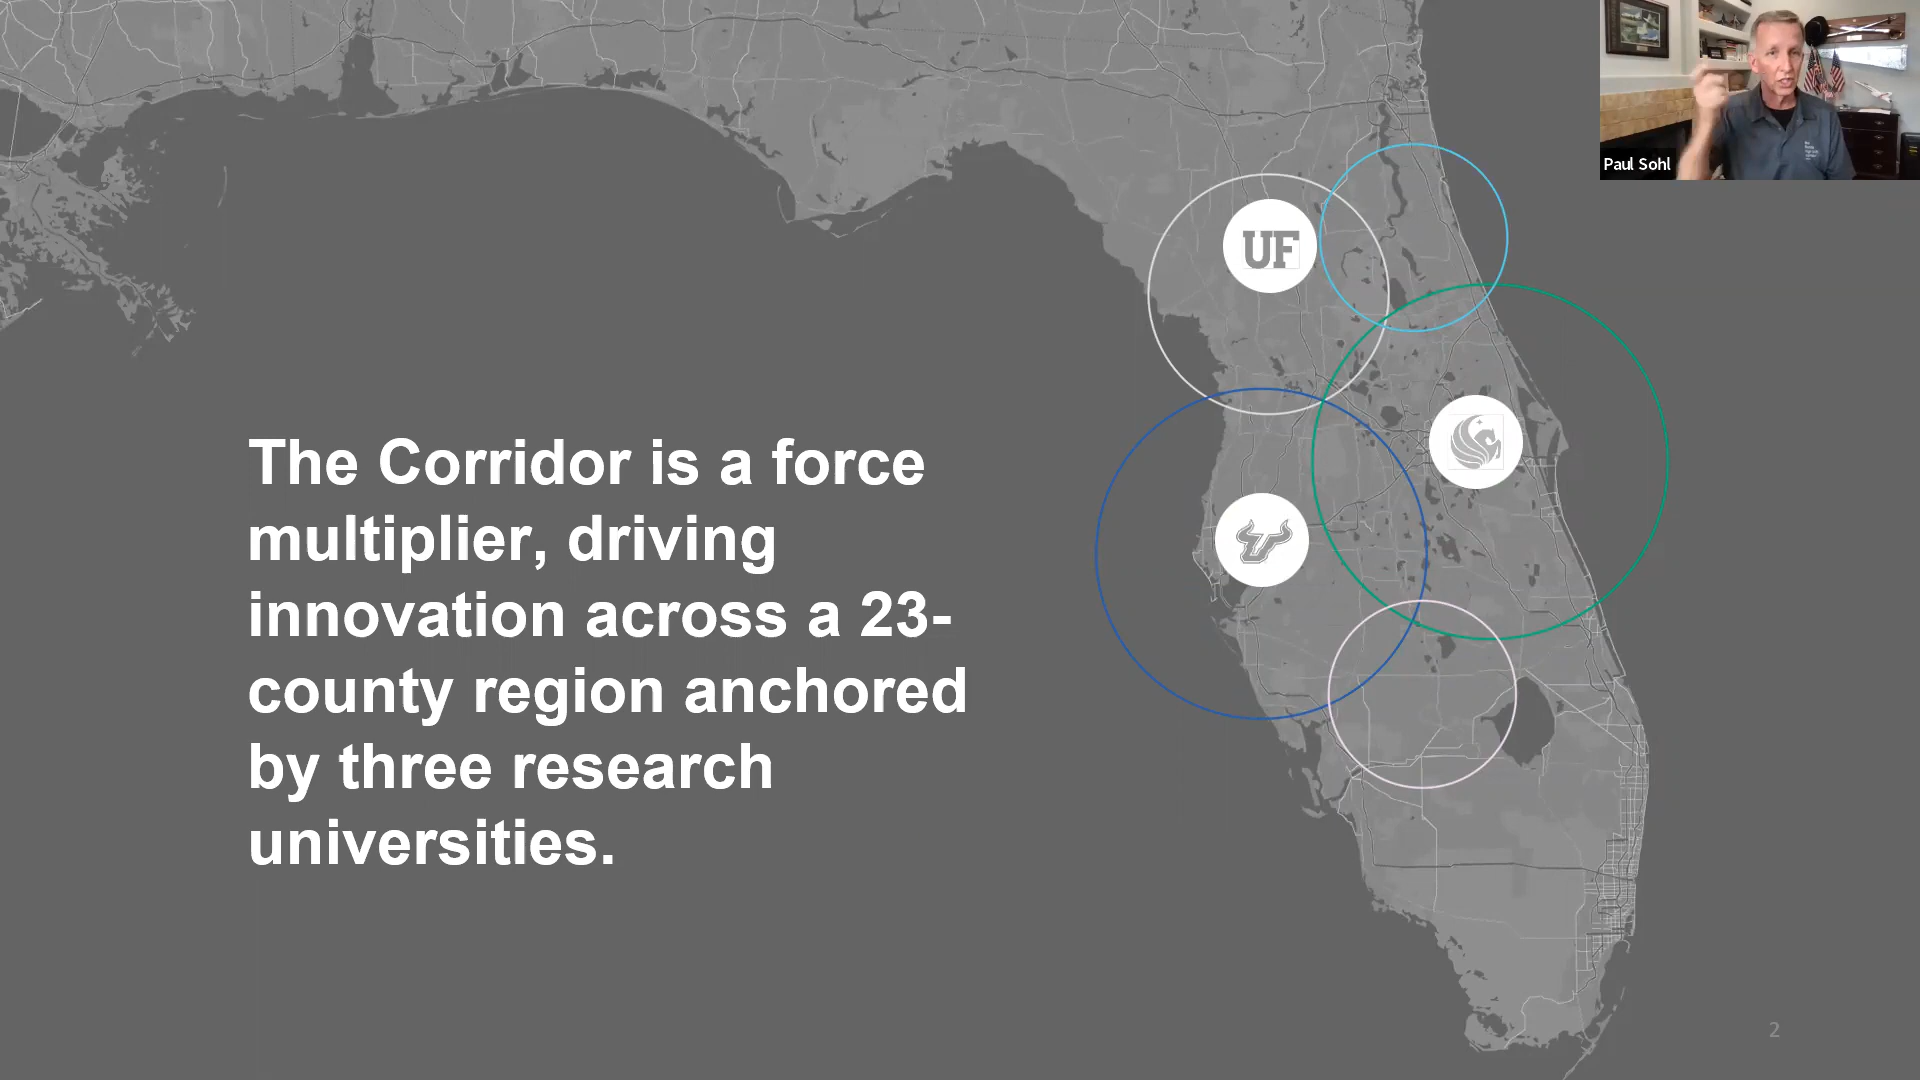 Paul Sohl
UF
The Corridor is a force
multiplier, driving
innovation across a 23-
county region anchored
by three research
universities.
2